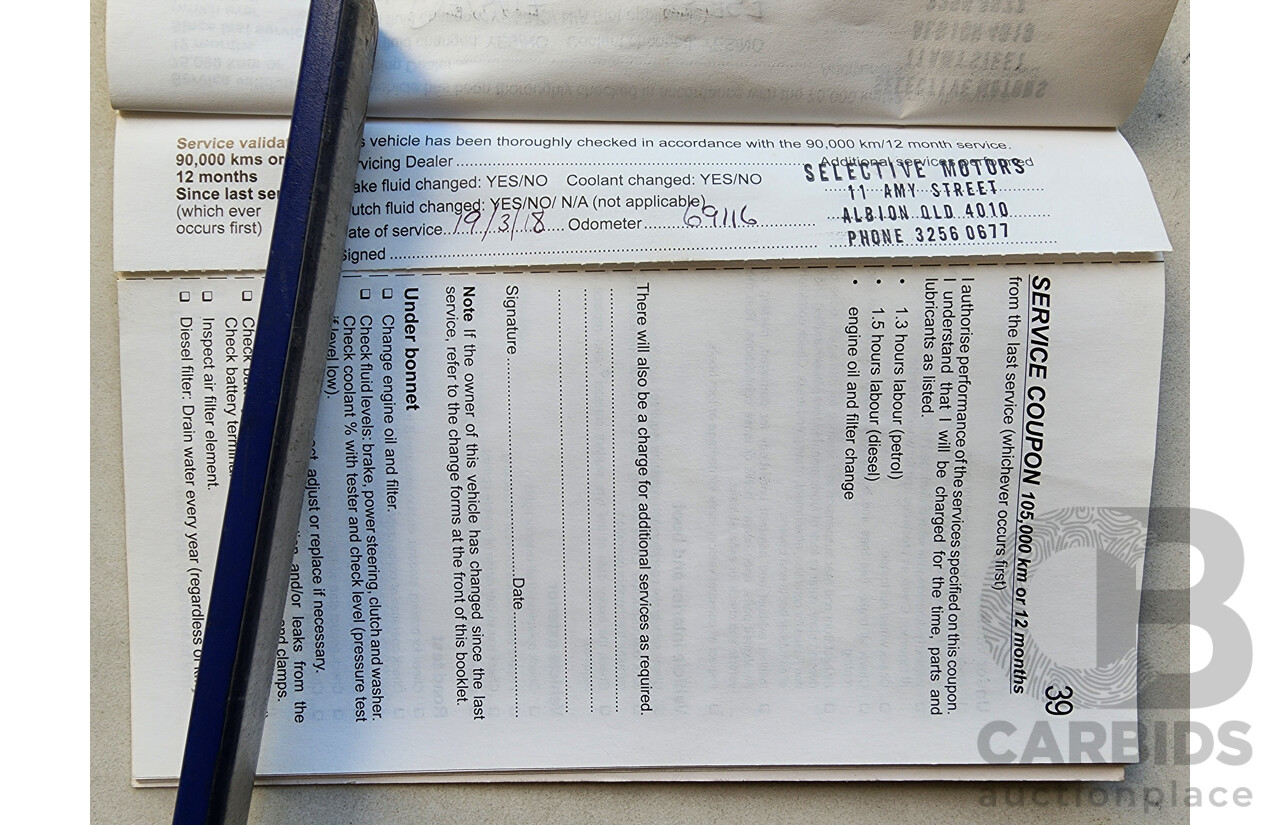 Service valida
90,000 kms or
12 months
Since last ser
(which ever
occurs first)
s vehicle has been thoroughly checked in accordance with the 90,000 km/12 month service.
vicing Dealer Additional services performed
ake fluid changed: YES/NO Coolant changed: YES/NO
utch fluid changed: YES/NO/ N/A (not applicable)
ate of service 19/3/18 Odometer 69116
signed
SELECTIVE MOTORS
11 AMY STREET
ALBION QLD 4010
PHONE 3256 0677
39
SERVICE COUPON 105,000 km or 12 months
from the last service (whichever occurs first)
I authorise performance of the services specified on this coupon.
I understand that I will be charged for the time, parts and
lubricants as listed.
• 1.3 hours labour (petrol)
• 1.5 hours labour (diesel)
• engine oil and filter change
There will also be a charge for additional services as required.
Signature Date
Note If the owner of this vehicle has changed since the last
service, refer to the change forms at the front of this booklet.
Under bonnet
❑ Change engine oil and filter.
❑ Check fluid levels: brake, power steering, clutch and washer.
❑ Check coolant % with tester and check level (pressure test
if level low).
adjust or replace if necessary.
and/or leaks from the
and clamps.
❑ Check
Check battery termin
❑ Inspect air filter element.
❑ Diesel filter: Drain water every year (regardless of
CARBIDS
auctionplace